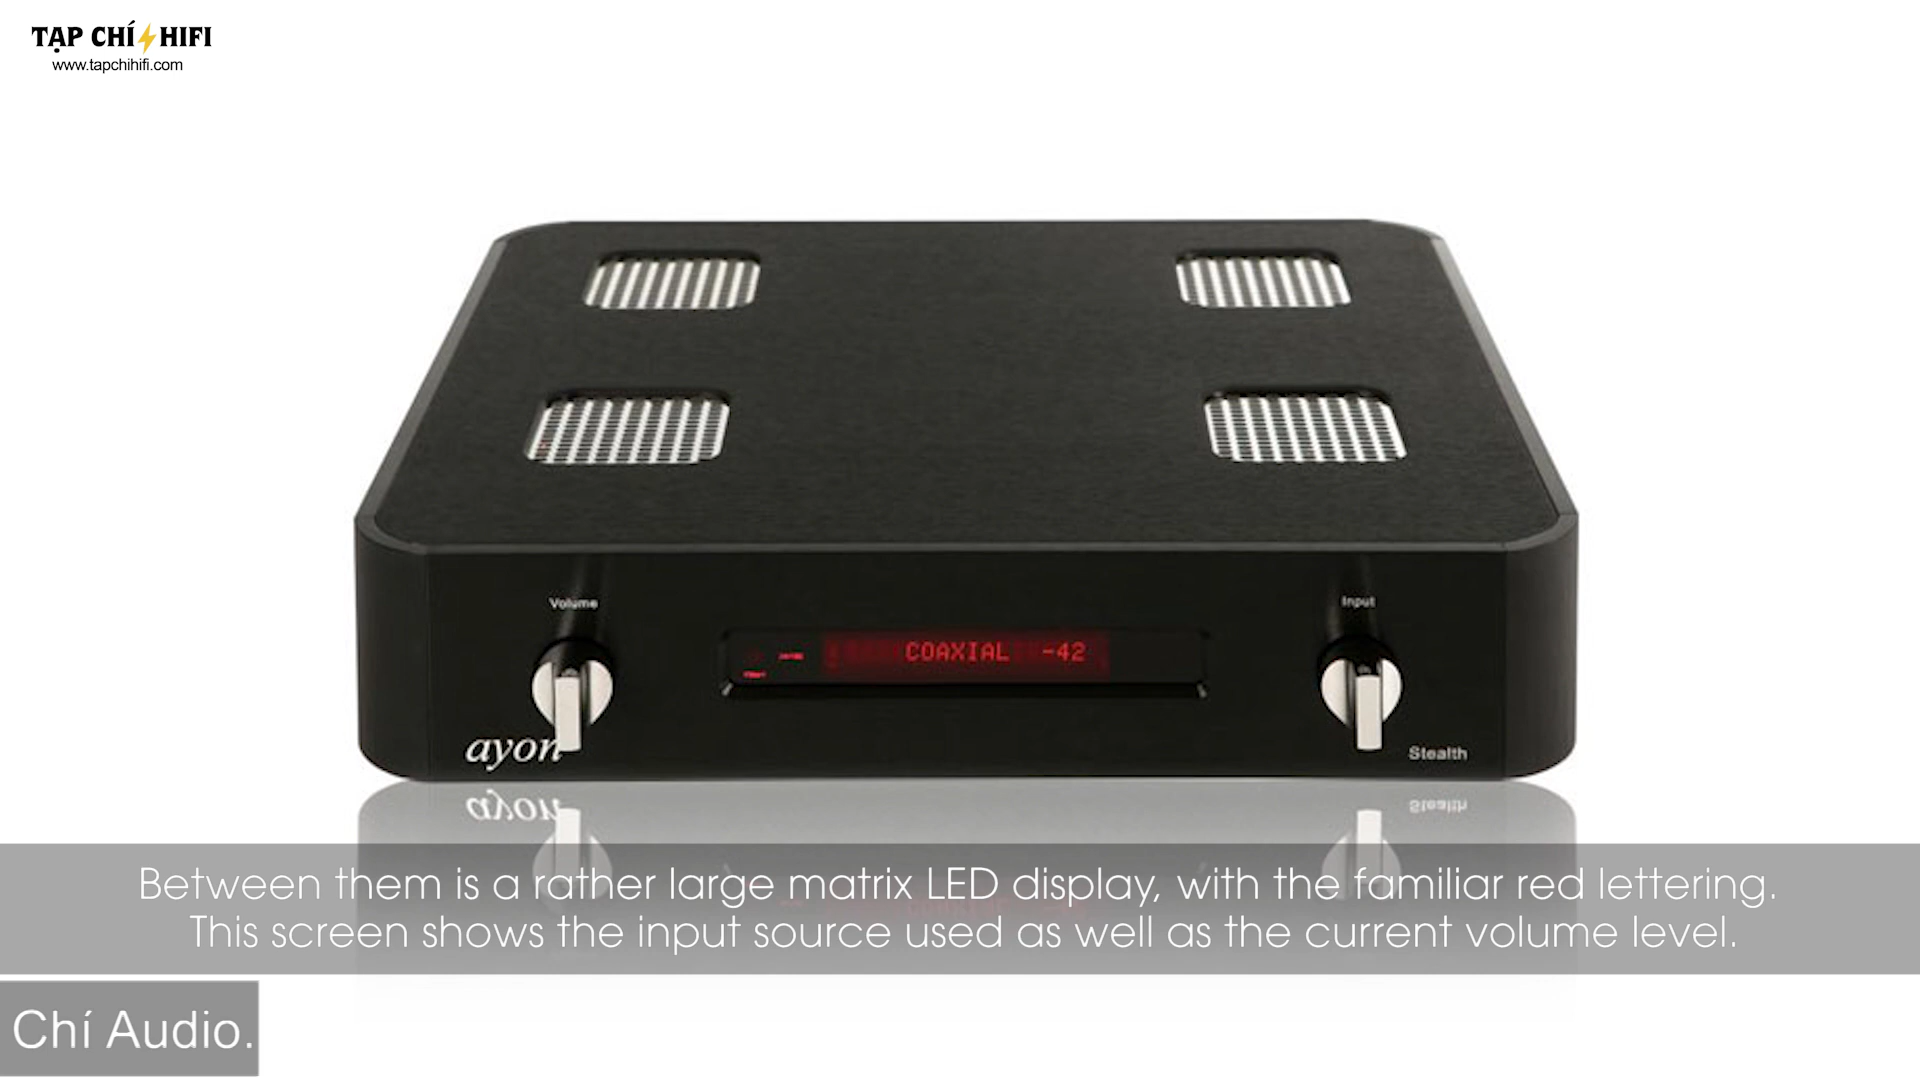 TẠP CHÍ HIFI
www.tapchihifi.com
Volume
Input
COAXIAL -42
ayon
Stealth
Between them is a rather large matrix LED display, with the familiar red lettering.
This screen shows the input source used as well as the current volume level.
Chí Audio.